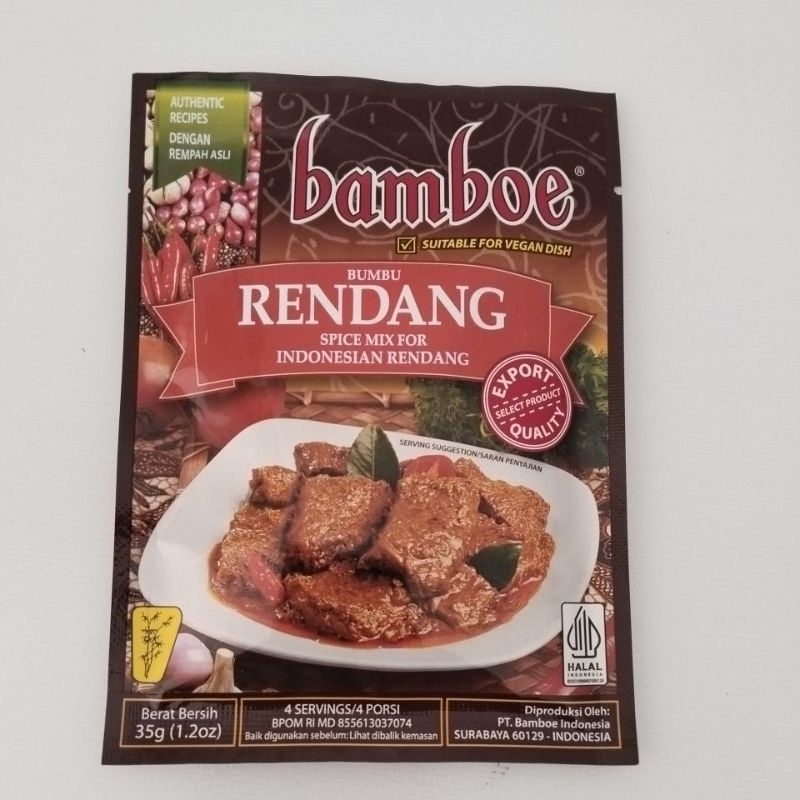 AUTHENTIC
RECIPES
DENGAN
REMPAH ASLI
bamboe®
SUITABLE FOR VEGAN DISH
BUMBU
RENDANG
SPICE MIX FOR
INDONESIAN RENDANG
EXPORT
SELECT PRODUCT
QUALITY
SERVING SUGGESTION/SARAN PENYAJIAN
HALAL
INDONESIA
Berat Bersih
35g (1.2oz)
4 SERVINGS/4 PORSI
BPOM RI MD 855613037074
Baik digunakan sebelum: Lihat dibalik kemasan
Diproduksi Oleh:
PT. Bamboe Indonesia
SURABAYA 60129 - INDONESIA